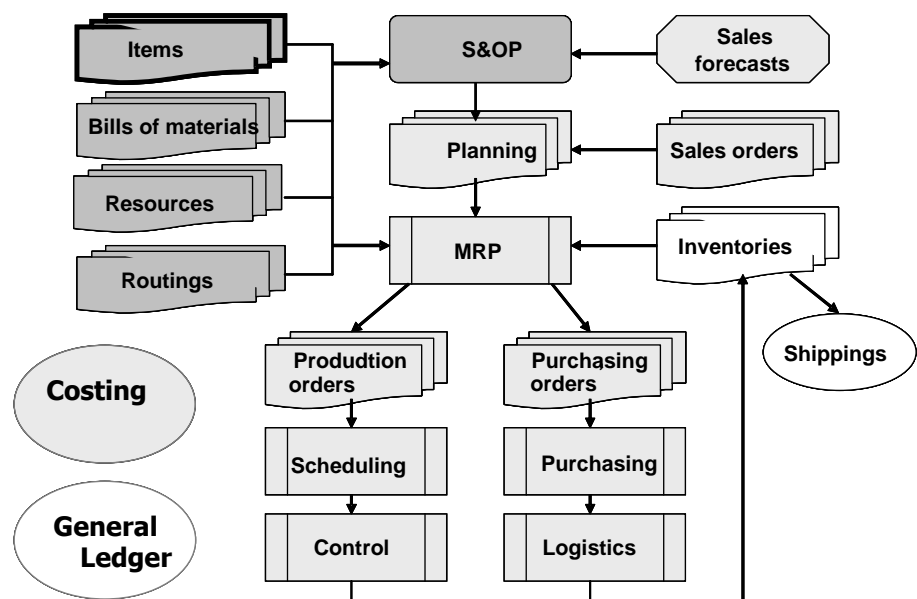 Items
S&OP
Sales
forecasts
Bills of materials
Planning
Sales orders
Resources
MRP
Inventories
Routings
Produdtion
orders
Purchasing
orders
Shippings
Costing
Scheduling
Purchasing
General
Ledger
Control
Logistics